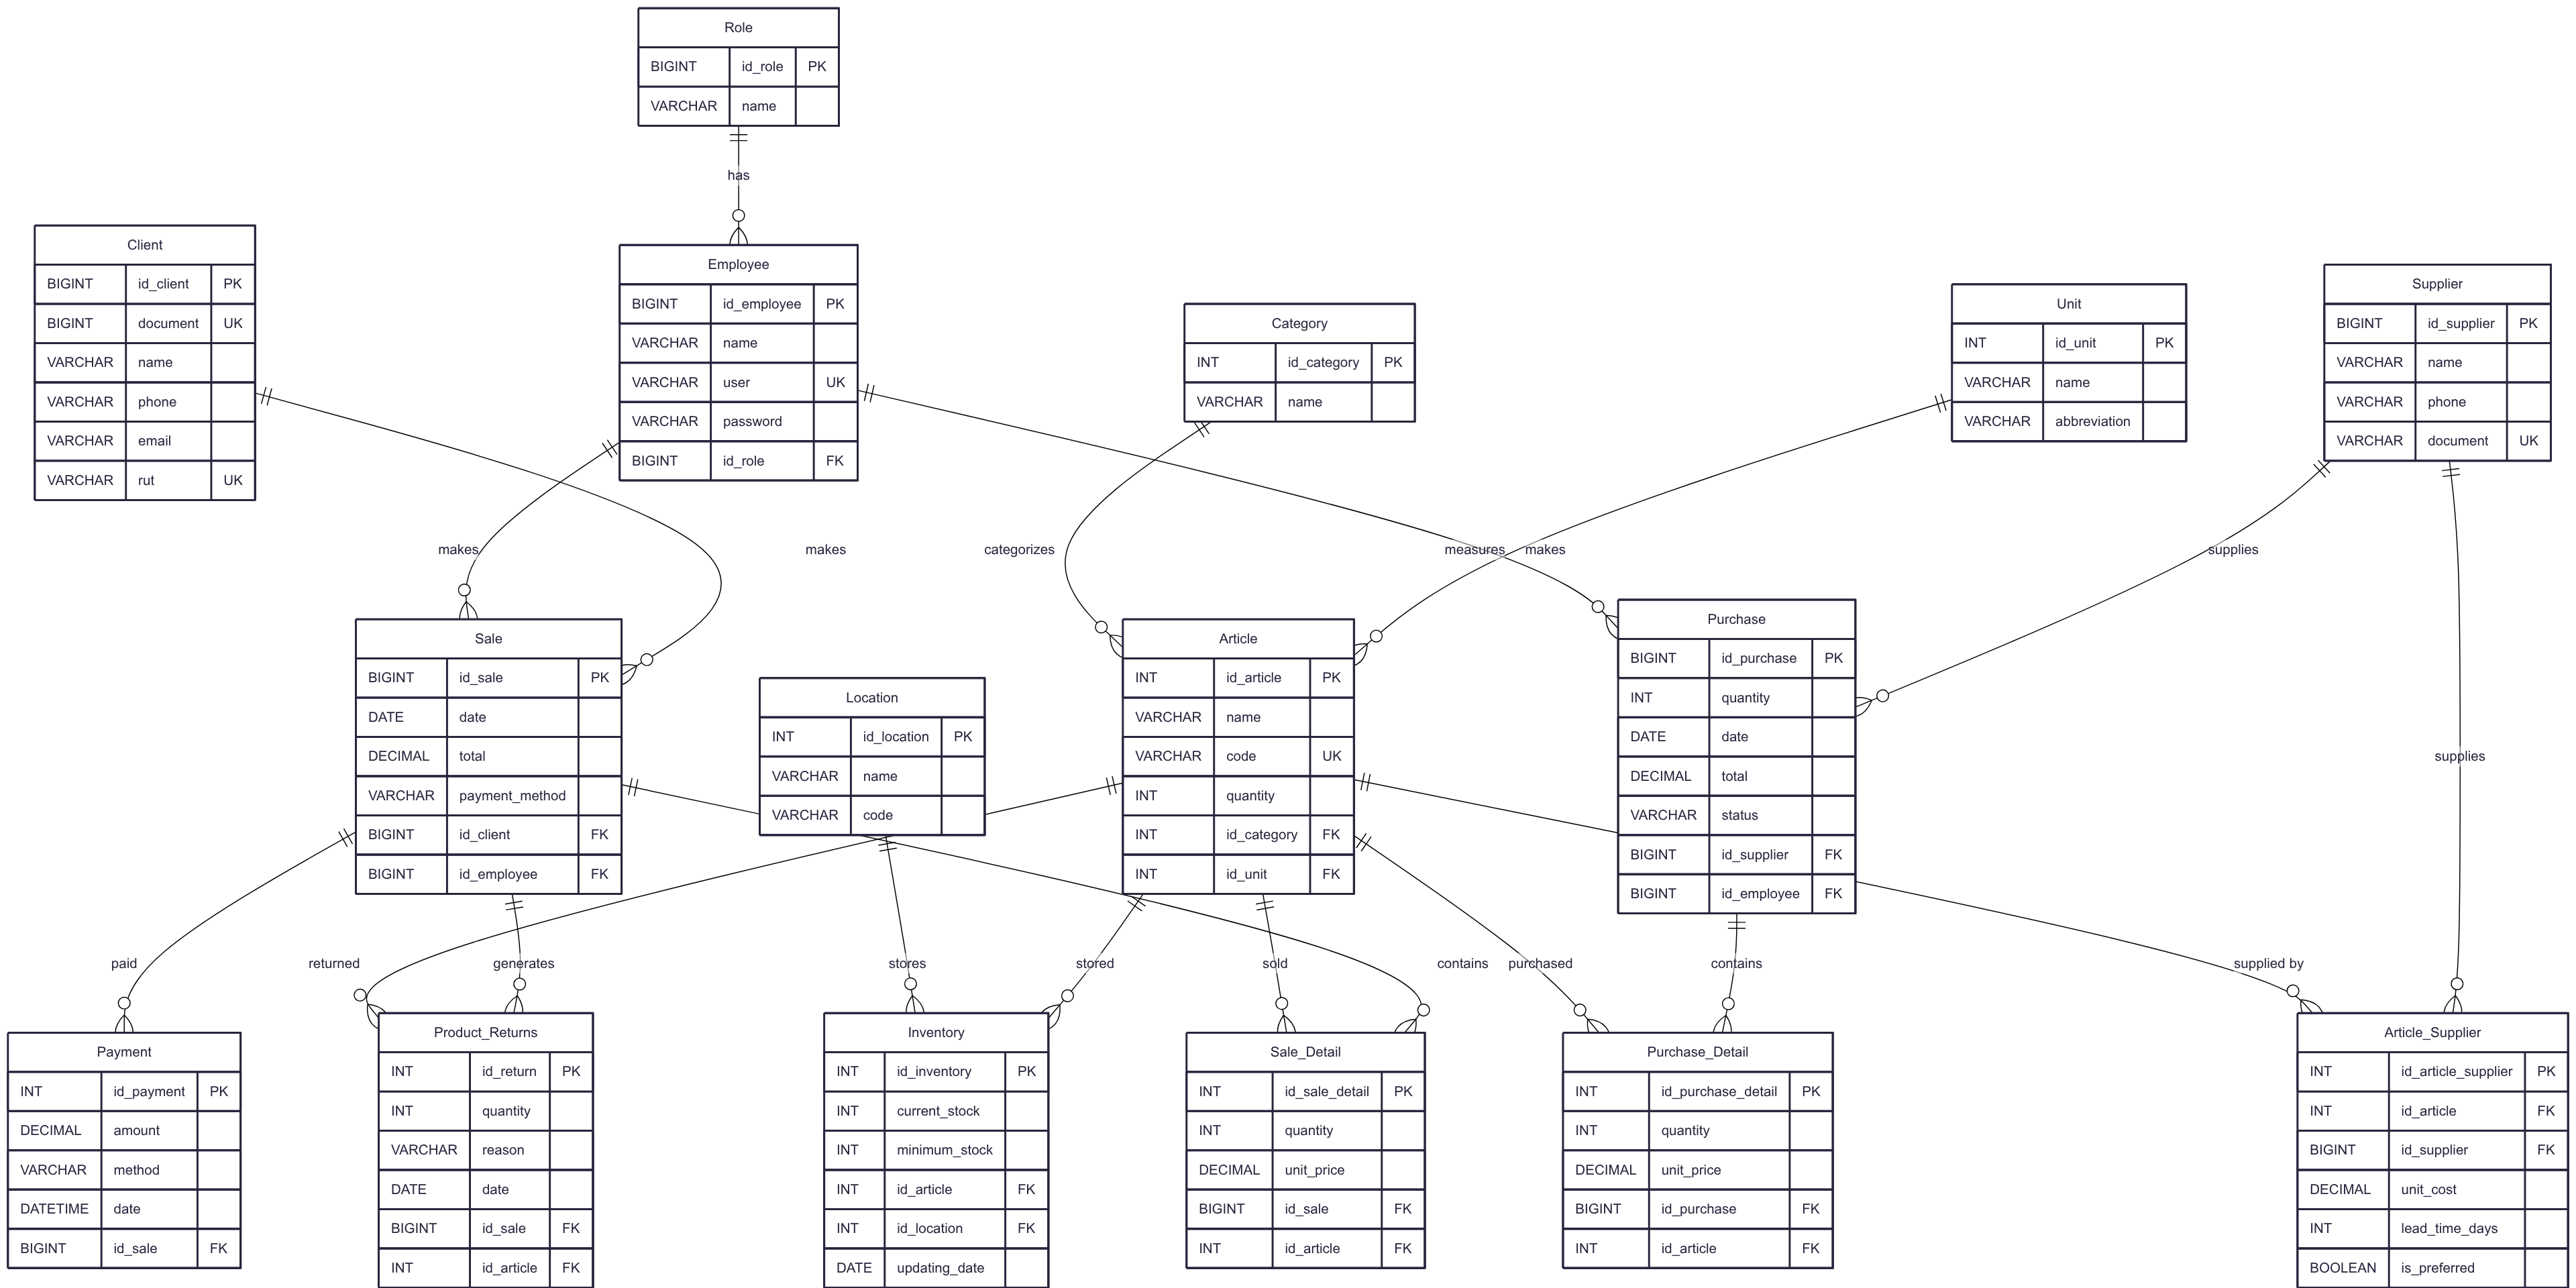 Role
BIGINT id_role PK
VARCHAR name
has
Client
BIGINT id_client PK
BIGINT document UK
VARCHAR name
VARCHAR phone
VARCHAR email
VARCHAR rut UK
Employee
BIGINT id_employee PK
VARCHAR name
VARCHAR user UK
VARCHAR password
BIGINT id_role FK
Category
INT id_category PK
VARCHAR name
Unit
INT id_unit PK
VARCHAR name
VARCHAR abbreviation
Supplier
BIGINT id_supplier PK
VARCHAR name
VARCHAR phone
VARCHAR document UK
makes
makes
categorizes
measures
makes
supplies
Sale
BIGINT id_sale PK
DATE date
DECIMAL total
VARCHAR payment_method
BIGINT id_client FK
BIGINT id_employee FK
Location
INT id_location PK
VARCHAR name
VARCHAR code
Article
INT id_article PK
VARCHAR name
VARCHAR code UK
INT quantity
INT id_category FK
INT id_unit FK
Purchase
BIGINT id_purchase PK
INT quantity
DATE date
DECIMAL total
VARCHAR status
BIGINT id_supplier FK
BIGINT id_employee FK
supplies
paid
returned
generates
stores
stored
sold
contains
purchased
contains
supplied by
Payment
INT id_payment PK
DECIMAL amount
VARCHAR method
DATETIME date
BIGINT id_sale FK
Product_Returns
INT id_return PK
INT quantity
VARCHAR reason
DATE date
BIGINT id_sale FK
INT id_article FK
Inventory
INT id_inventory PK
INT current_stock
INT minimum_stock
INT id_article FK
INT id_location FK
DATE updating_date
Sale_Detail
INT id_sale_detail PK
INT quantity
DECIMAL unit_price
BIGINT id_sale FK
INT id_article FK
Purchase_Detail
INT id_purchase_detail PK
INT quantity
DECIMAL unit_price
BIGINT id_purchase FK
INT id_article FK
Article_Supplier
INT id_article_supplier PK
INT id_article FK
BIGINT id_supplier FK
DECIMAL unit_cost
INT lead_time_days
BOOLEAN is_preferred